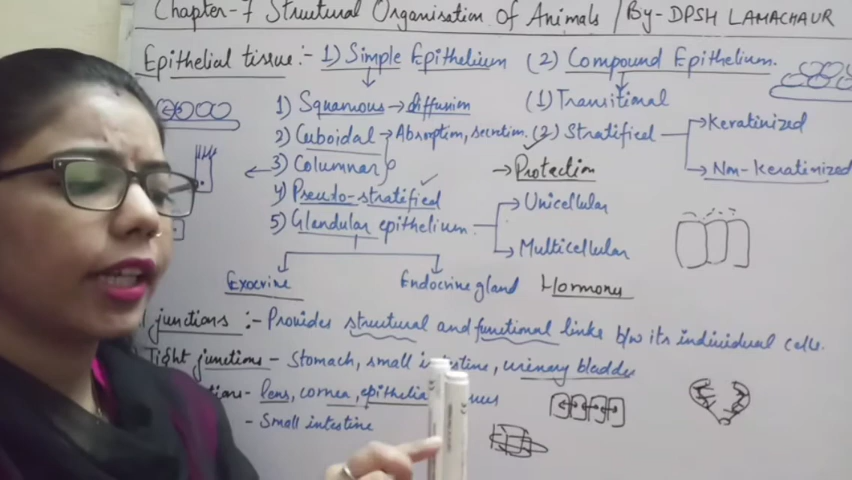 Chapter-7 Structural Organisation of Animals / By- DPSH LAMACHAUR
Epithelial tissue:- 1) Simple Epithelium (2) Compound Epithelium.
1) Squamous → diffusion (1) Transitional
2) Cuboidal → Absorption, secretion. (2) Stratified → Keratinized
3) Columnar → Protection → Non-Keratinized
4) Pseudo-stratified → Unicellular
5) Glandular epithelium → Multicellular
Exocrine Endocrine gland Hormones
junctions :- Provides structural and functional links b/w its individual cells.
Tight junctions - Stomach, small intestine, urinary bladder
- lens, cornea, epithelia
- Small intestine